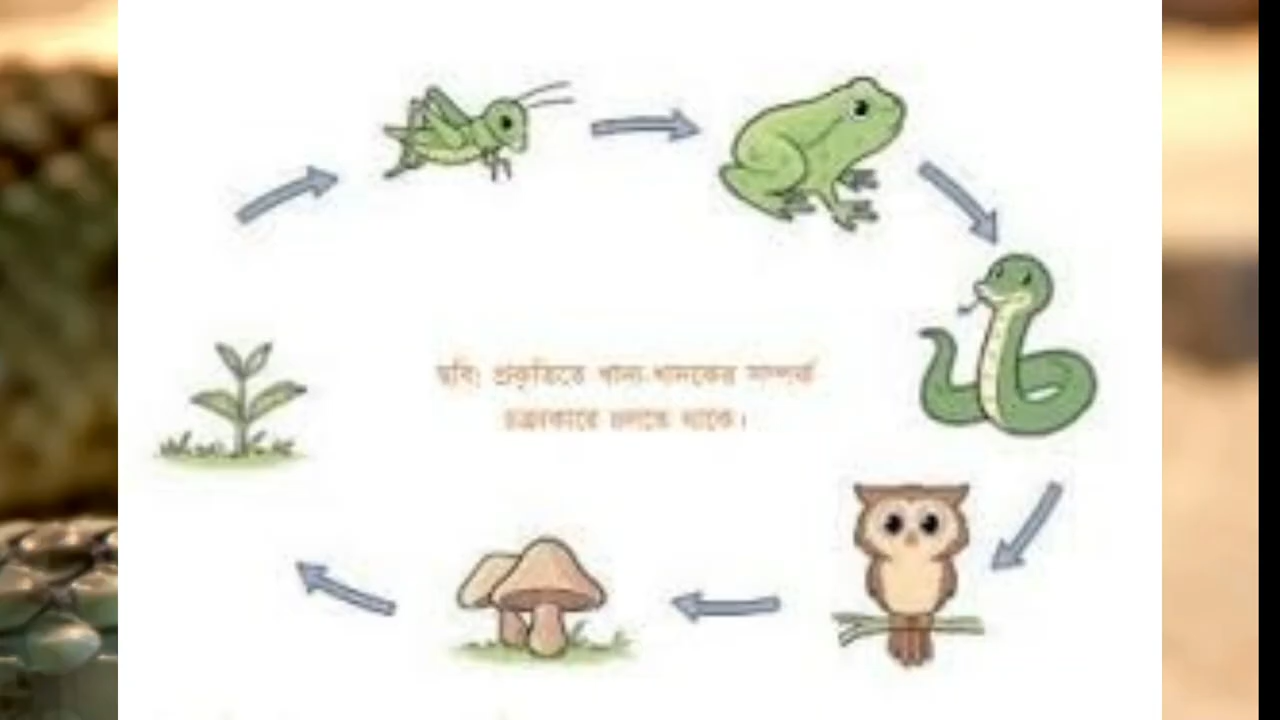 ছবি: প্রকৃতিতে খাদ্য-খাদকের সম্পর্ক
চক্রাকারে চলতে থাকে।